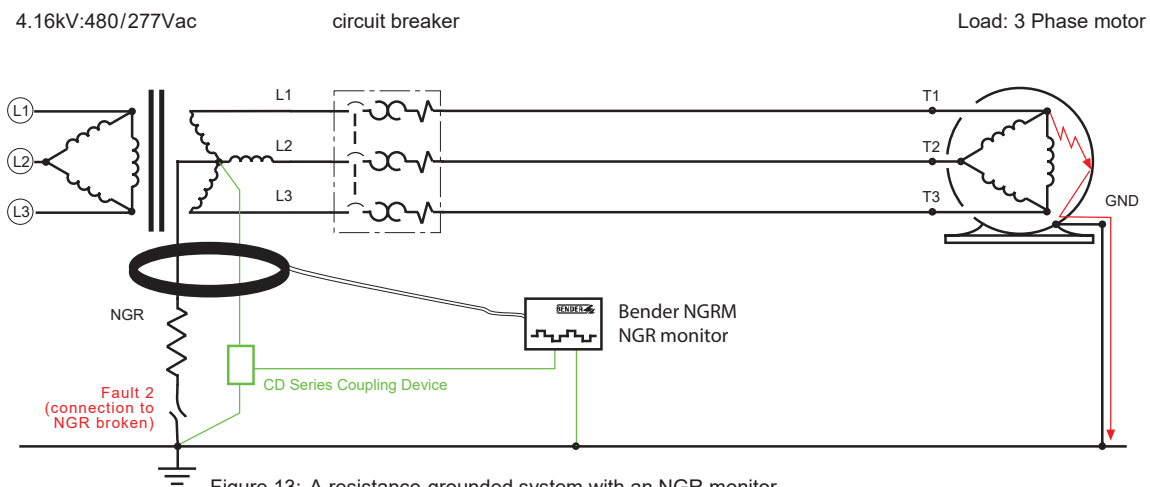 4.16kV:480/277Vac
circuit breaker
Load: 3 Phase motor
L1
L1
T1
L2
L2
T2
L3
L3
T3
GND
NGR
BENDER
Bender NGRM
NGR monitor
CD Series Coupling Device
Fault 2
(connection to
NGR broken)
Figure 13: A resistance-grounded system with an NGR monitor